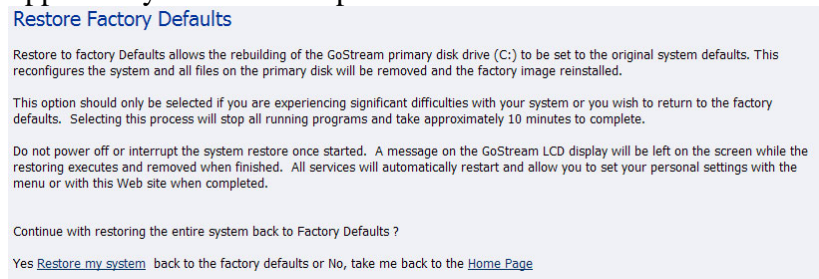 Restore Factory Defaults
Restore to factory Defaults allows the rebuilding of the GoStream primary disk drive (C:) to be set to the original system defaults. This
reconfigures the system and all files on the primary disk will be removed and the factory image reinstalled.
This option should only be selected if you are experiencing significant difficulties with your system or you wish to return to the factory
defaults. Selecting this process will stop all running programs and take approximately 10 minutes to complete.
Do not power off or interrupt the system restore once started. A message on the GoStream LCD display will be left on the screen while the
restoring executes and removed when finished. All services will automatically restart and allow you to set your personal settings with the
menu or with this Web site when completed.
Continue with restoring the entire system back to Factory Defaults ?
Yes Restore my system back to the factory defaults or No, take me back to the Home Page